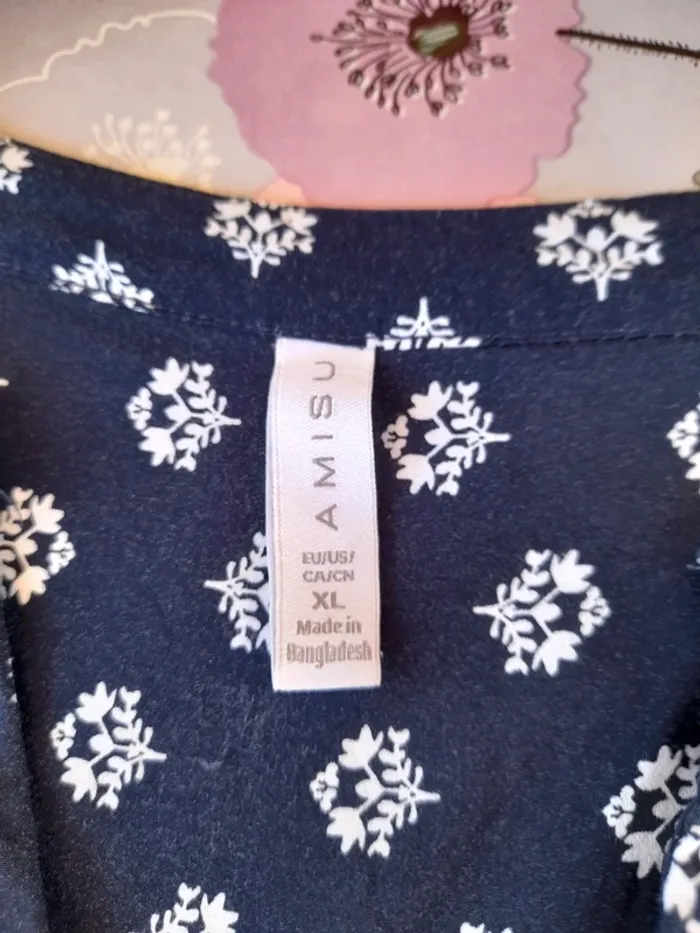 AMISU
EU/US/
CA/CN
XL
Made in
Bangladesh